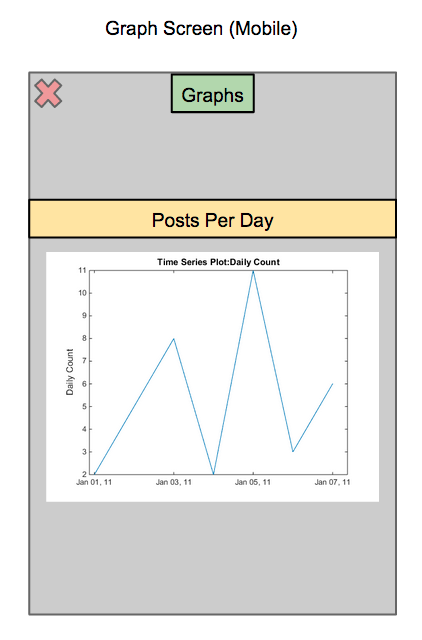 Graph Screen (Mobile)
Graphs
Posts Per Day
Time Series Plot:Daily Count
11
10
9
8
7
6
5
4
3
2
Daily Count
Jan 01, 11 Jan 03, 11 Jan 05, 11 Jan 07, 11